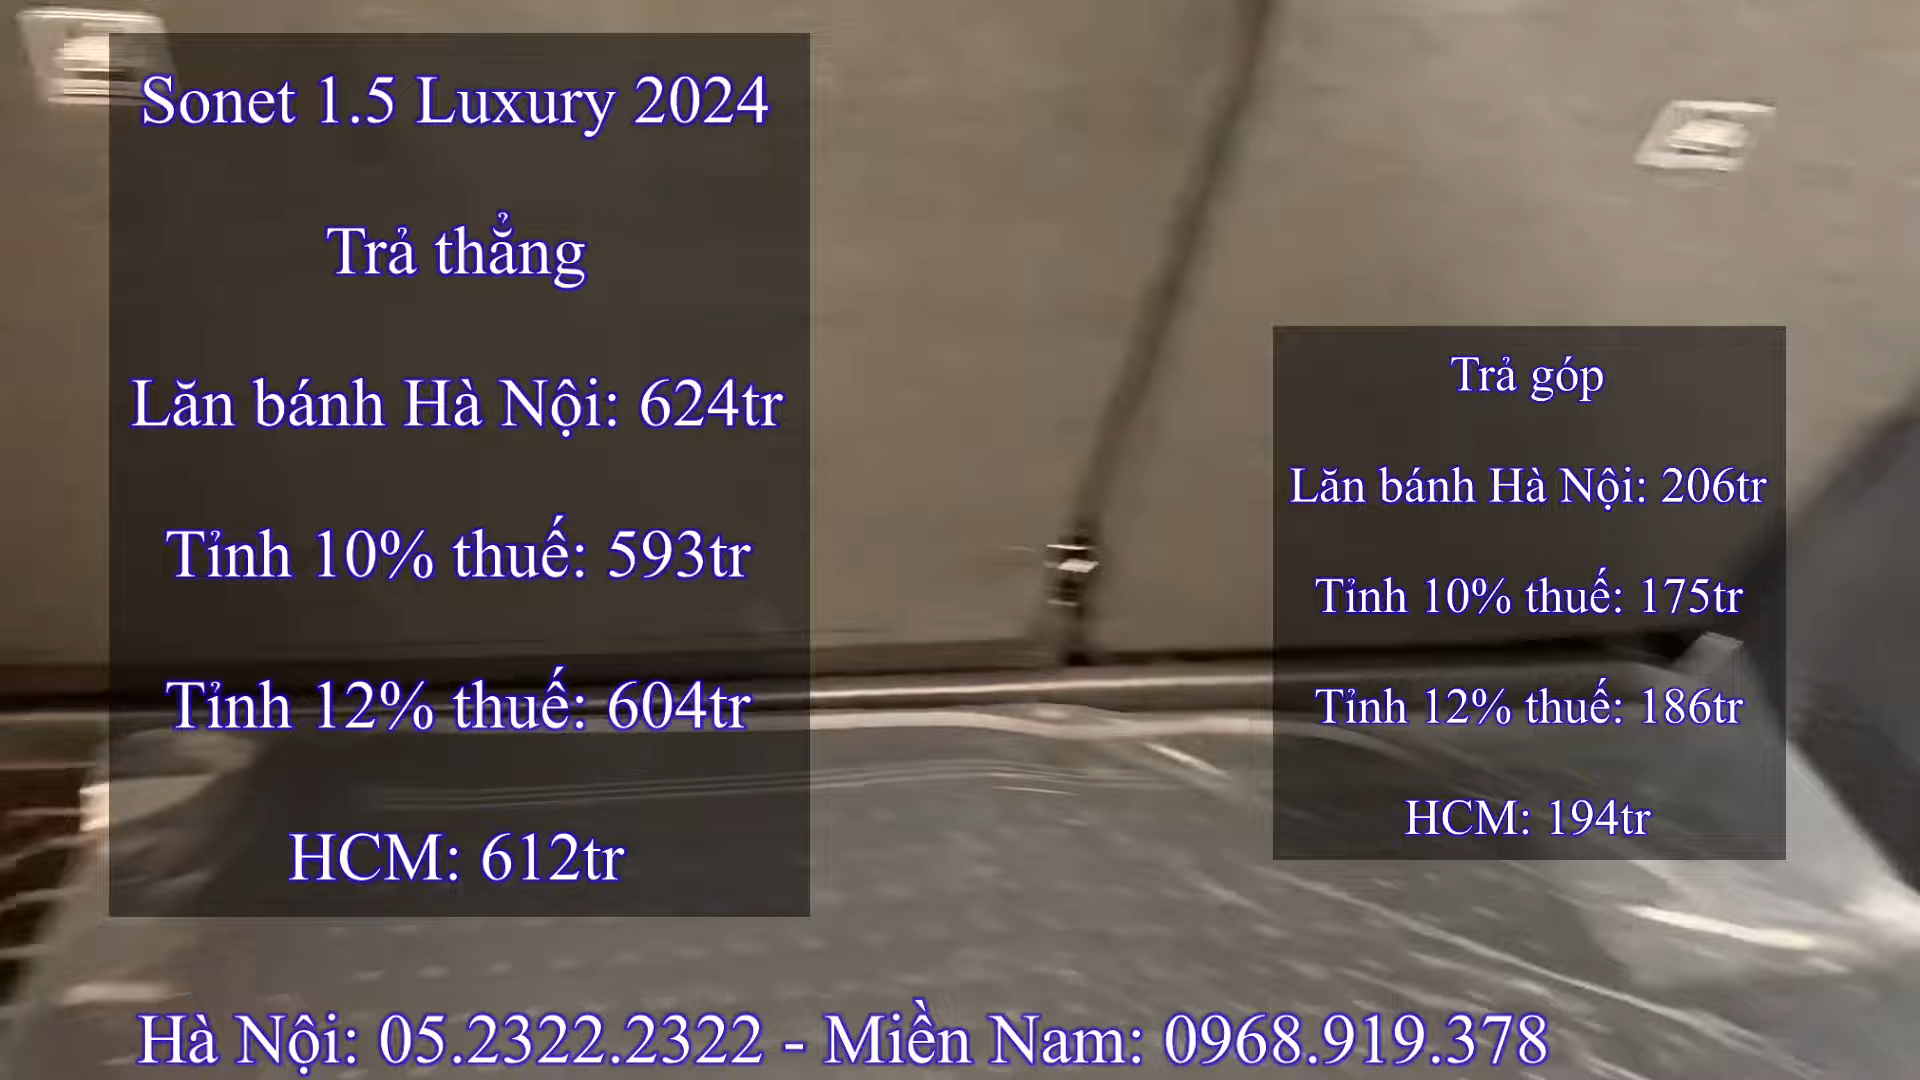 Sonet 1.5 Luxury 2024
Trả thẳng
Lăn bánh Hà Nội: 624tr
Tỉnh 10% thuế: 593tr
Tỉnh 12% thuế: 604tr
HCM: 612tr
Trả góp
Lăn bánh Hà Nội: 206tr
Tỉnh 10% thuế: 175tr
Tỉnh 12% thuế: 186tr
HCM: 194tr
Hà Nội: 05.2322.2322 - Miền Nam: 0968.919.378